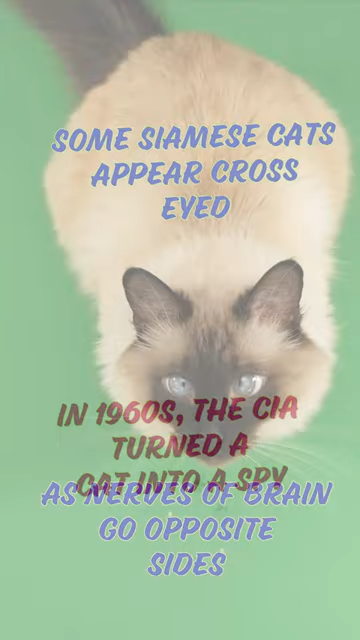 SOME SIAMESE CATS
APPEAR CROSS
EYED
IN 1960S, THE CIA
TURNED A
CAT INTO A SPY
AS NERVES OF BRAIN
GO OPPOSITE
SIDES